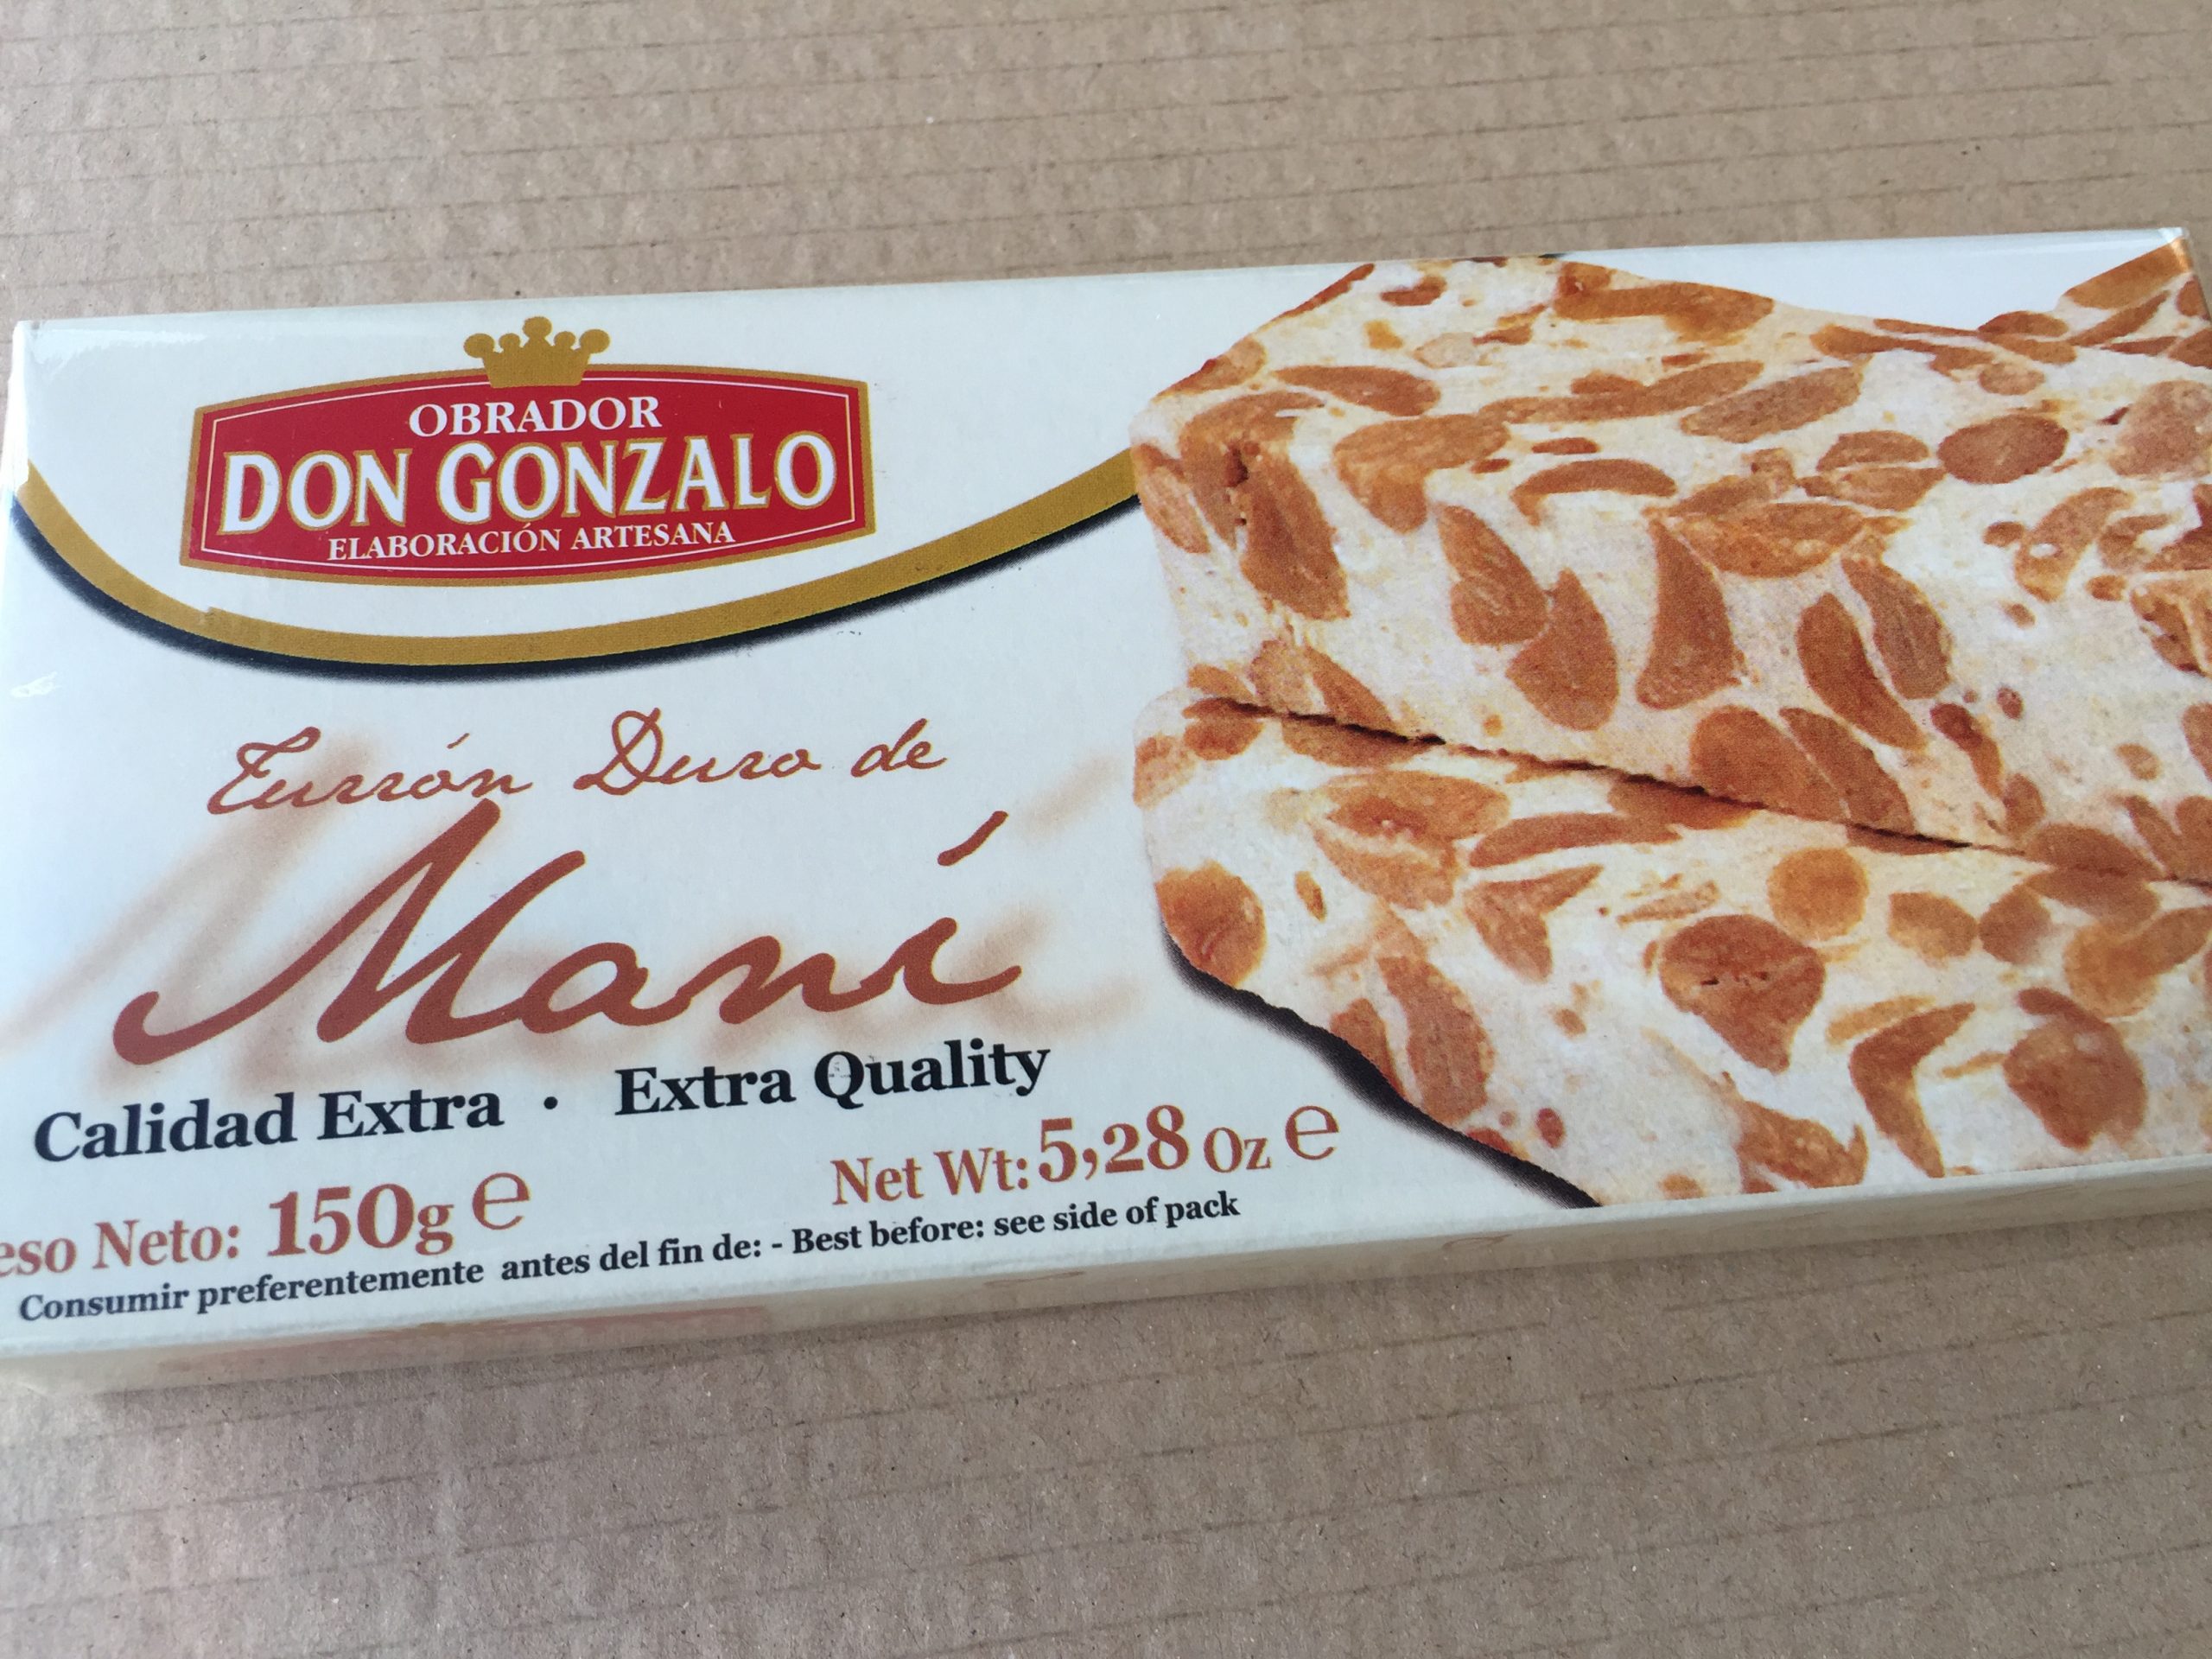 OBRADOR
DON GONZALO
ELABORACIÓN ARTESANA
Turrón Duro de
Maní
Calidad Extra · Extra Quality
eso Neto: 150g e
Net Wt: 5,28 Oz e
Consumir preferentemente antes del fin de: - Best before: see side of pack